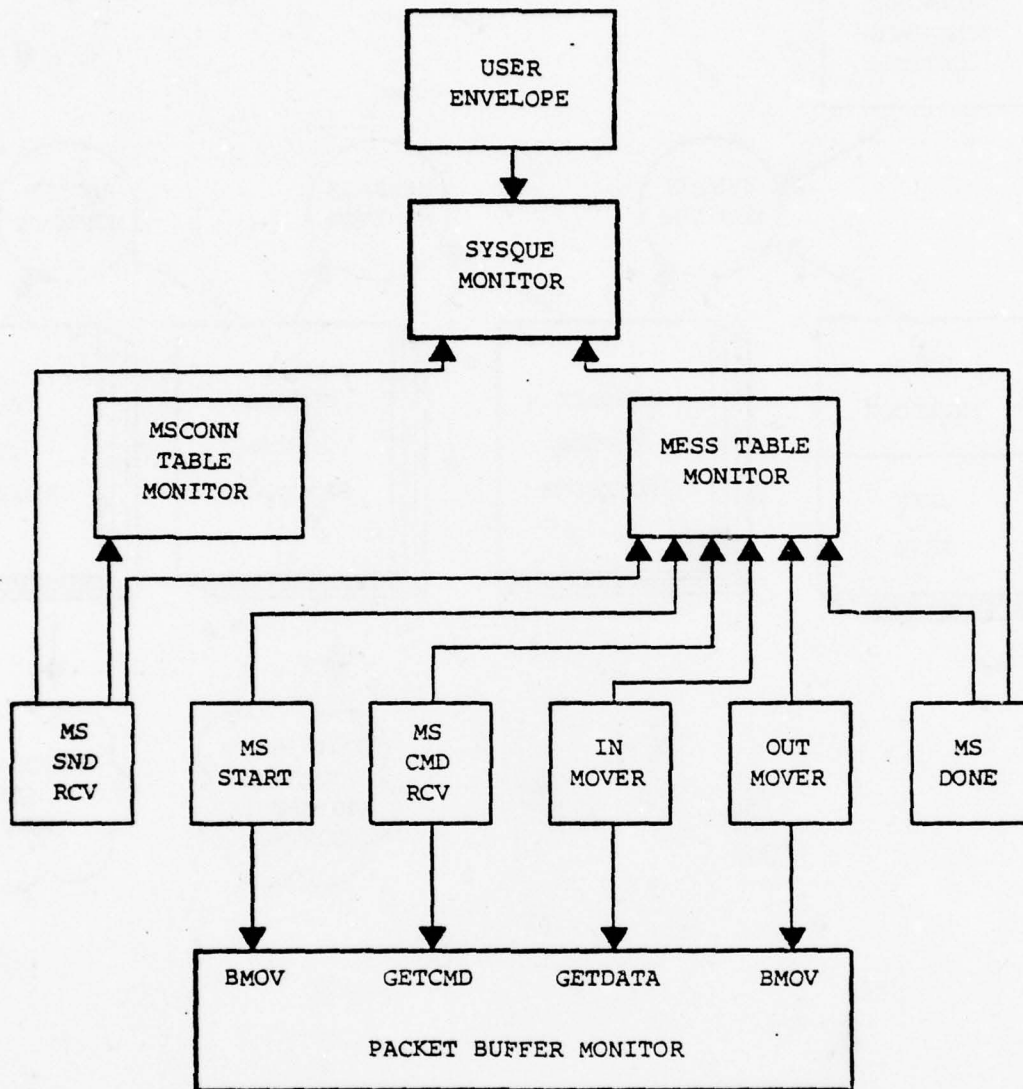 USER
ENVELOPE
SYSQUE
MONITOR
MSCONN
TABLE
MONITOR
MESS TABLE
MONITOR
MS
SND
RCV
MS
START
MS
CMD
RCV
IN
MOVER
OUT
MOVER
MS
DONE
BMOV
GETCMD
GETDATA
BMOV
PACKET BUFFER MONITOR